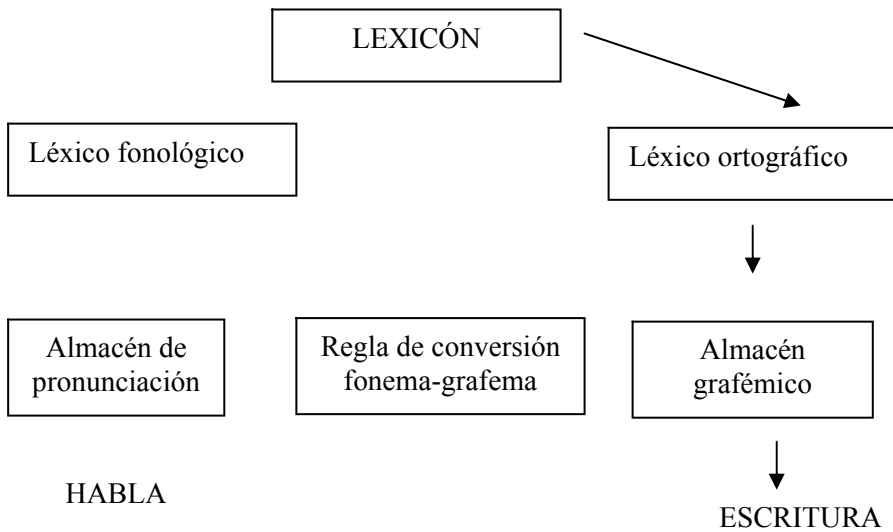 LEXICÓN
Léxico fonológico
Léxico ortográfico
Almacén de
pronunciación
Regla de conversión
fonema-grafema
Almacén
grafémico
HABLA
ESCRITURA